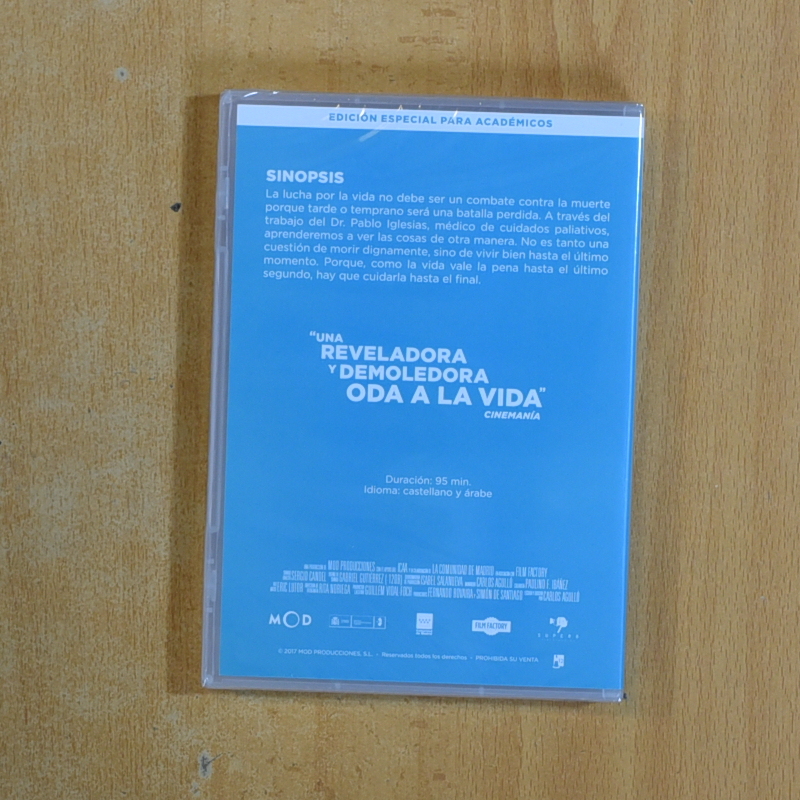 EDICIÓN ESPECIAL PARA ACADÉMICOS
SINOPSIS
La lucha por la vida no debe ser un combate contra la muerte
porque tarde o temprano será una batalla perdida. A través del
trabajo del Dr. Pablo Iglesias, médico de cuidados paliativos,
aprenderemos a ver las cosas de otra manera. No es tanto una
cuestión de morir dignamente, sino de vivir bien hasta el último
momento. Porque, como la vida vale la pena hasta el último
segundo, hay que cuidarla hasta el final.
"UNA
REVELADORA
Y DEMOLEDORA
ODA A LA VIDA"
CINEMANÍA
Duración: 95 min.
Idioma: castellano y árabe
MOD PRODUCCIONES ICAA LA COMUNIDAD DE MADRID FILM FACTORY
SERGIO CANDEL GABRIEL GUTIÉRREZ ISABEL SALANUEVA CARLOS AGULLÓ PAULINO F. IBÁÑEZ
RITA NORIEGA GUILLEM VIDAL-FOCH FERNANDO BOVAIRA SIMÓN DE SANTIAGO CARLOS AGULLÓ
MOD
FILM FACTORY
SUPERB
© 2017 MOD PRODUCCIONES, S.L. - Reservados todos los derechos - PROHIBIDA SU VENTA